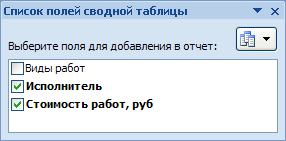 Список полей сводной таблицы
Выберите поля для добавления в отчет:
Виды работ
Исполнитель
Стоимость работ, руб